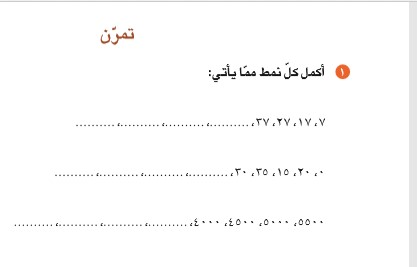 تمرّن
١ أكمل كلّ نمط ممّا يأتي:
٧، ١٧، ٢٧، ٣٧، ..........، ..........، ..........، ..........
٠، ٢٠، ١٥، ٣٥، ٣٠، ..........، ..........، ..........، ..........
٥٥٠٠، ٥٠٠٠، ٤٥٠٠، ٤٠٠٠، ..........، ..........، ..........، ..........